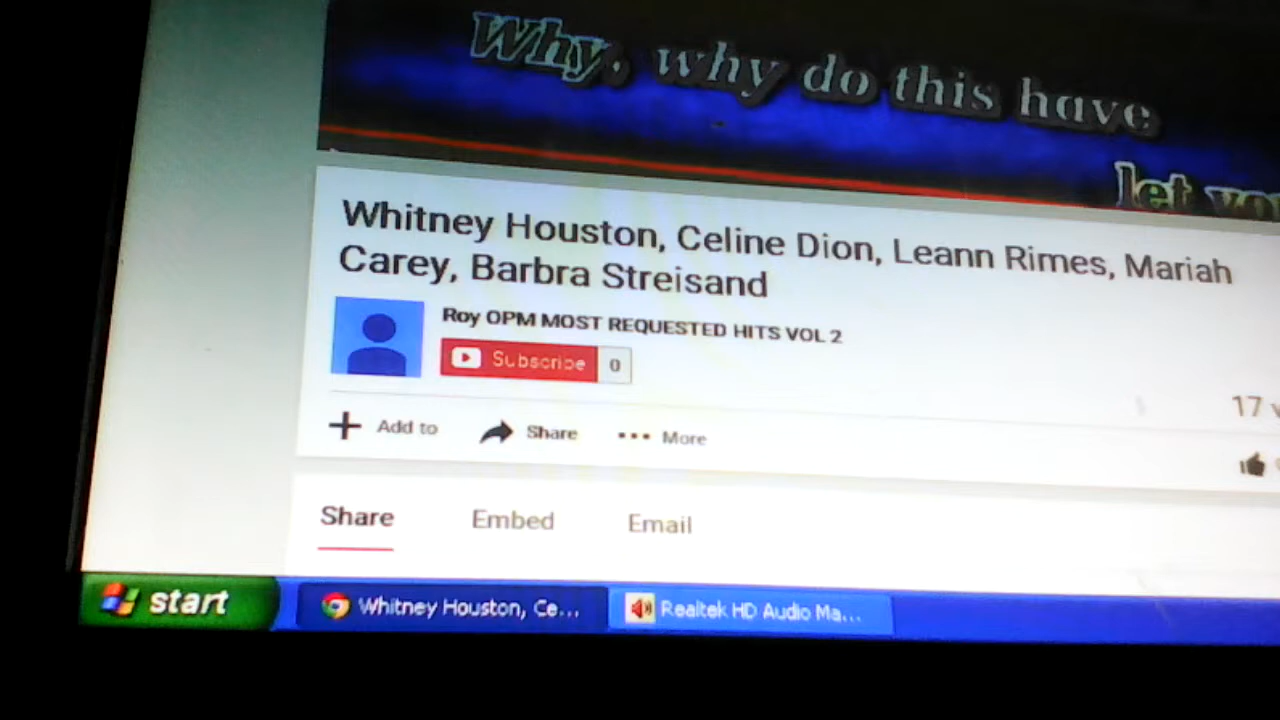 Why, why do this have
let
Whitney Houston, Celine Dion, Leann Rimes, Mariah
Carey, Barbra Streisand
Roy OPM MOST REQUESTED HITS VOL 2
Subscribe 0
17
Add to Share More
Share Embed Email
start Whitney Houston, Ce... Realtek HD Audio Ma...